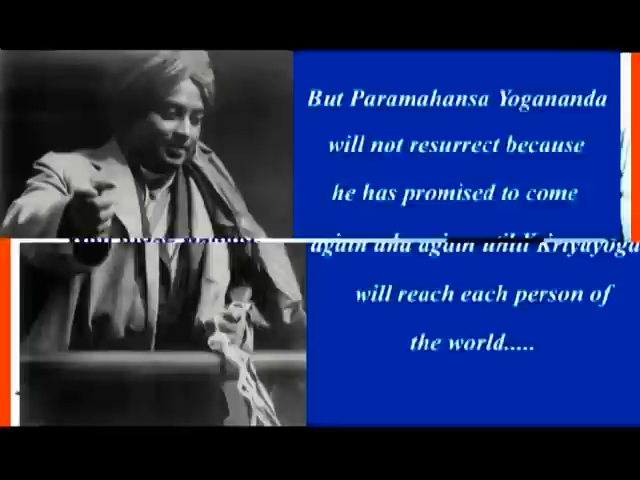 But Paramahansa Yogananda
will not resurrect because
he has promised to come
again and again until Kriyayoga
will reach each person of
the world.....